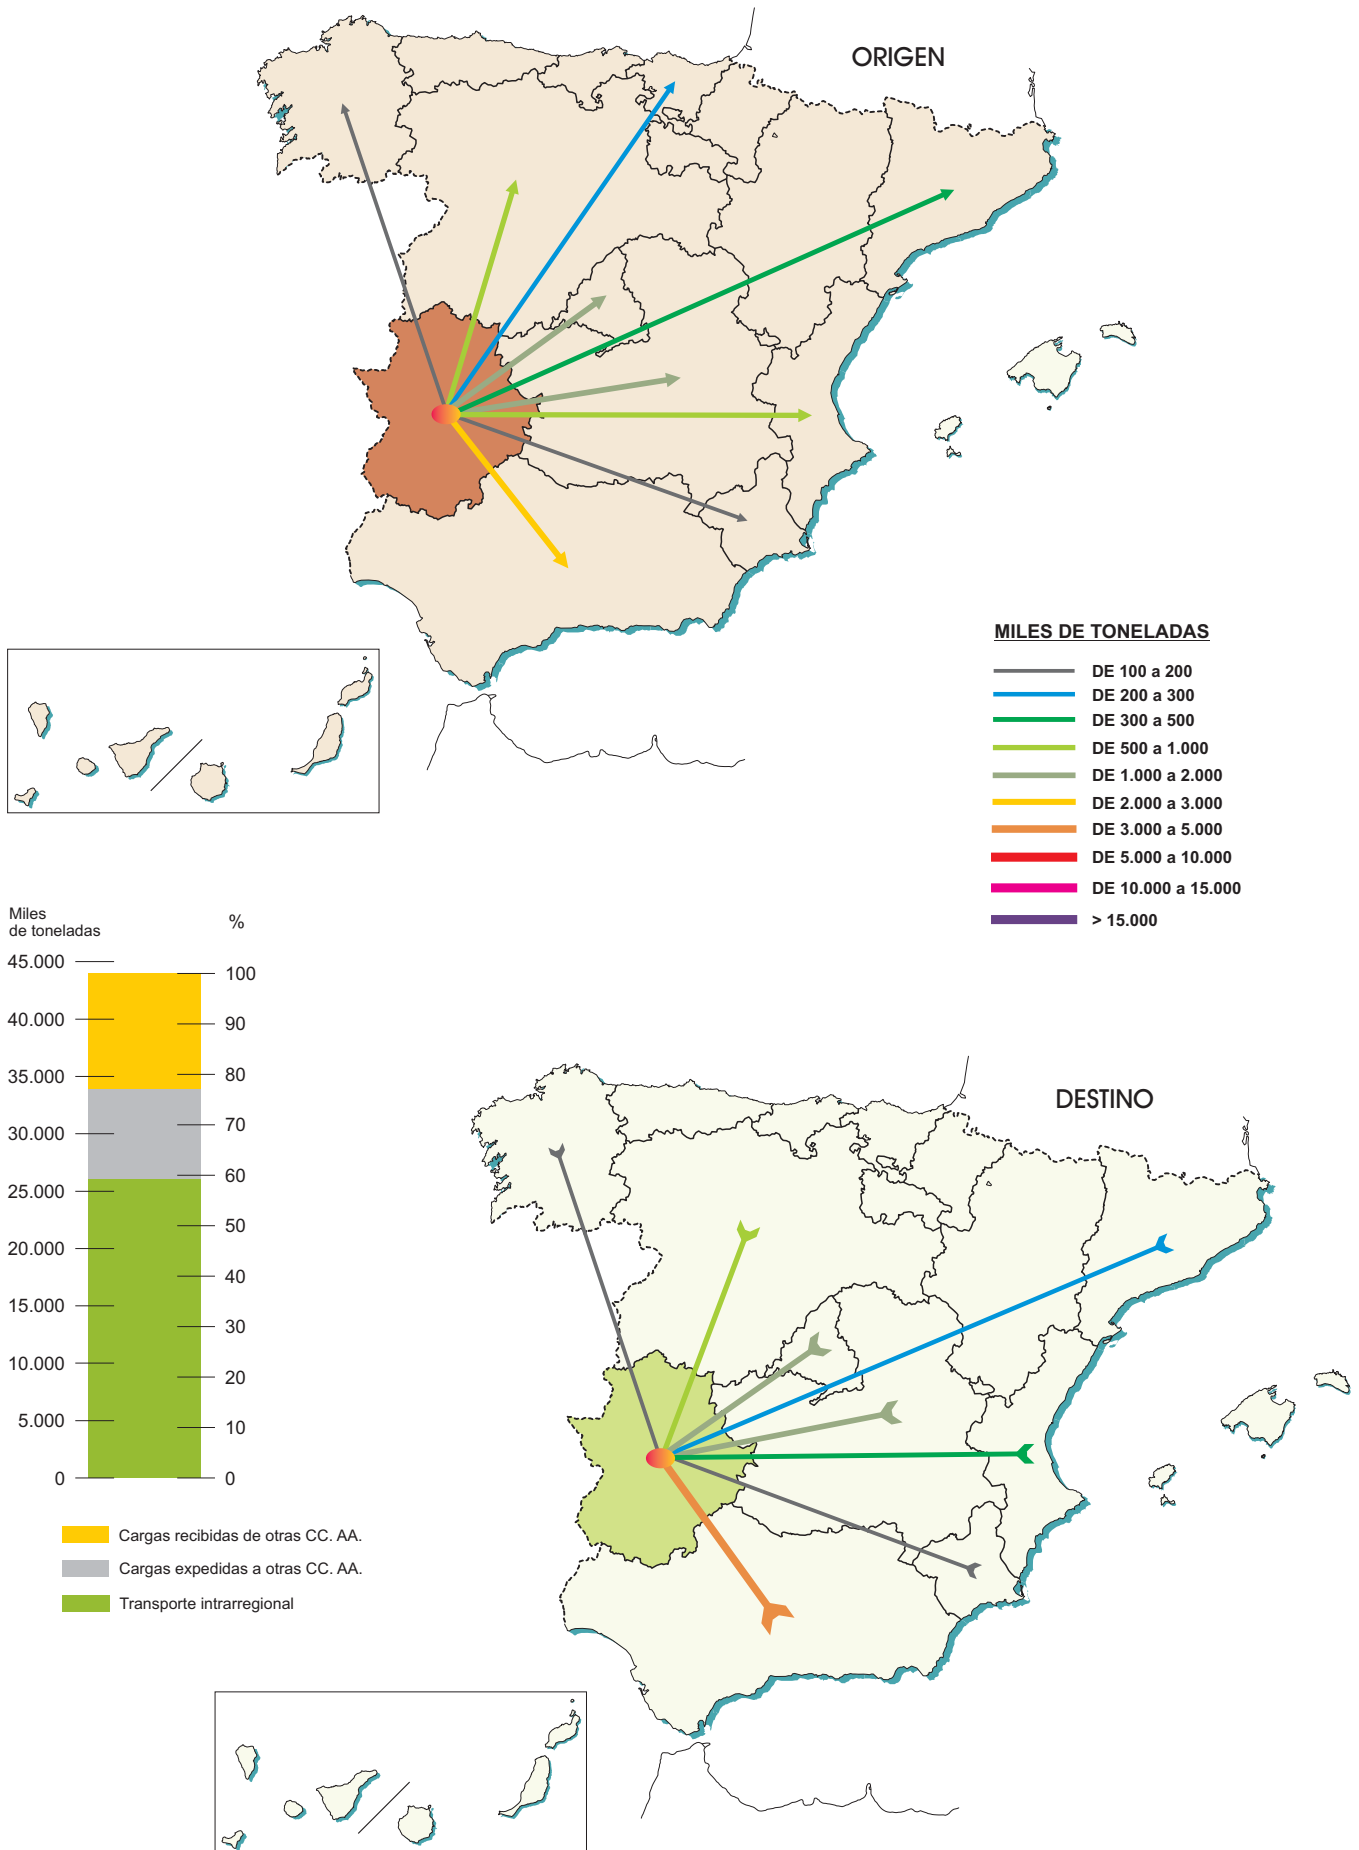 ORIGEN
MILES DE TONELADAS
DE 100 a 200
DE 200 a 300
DE 300 a 500
DE 500 a 1.000
DE 1.000 a 2.000
DE 2.000 a 3.000
DE 3.000 a 5.000
DE 5.000 a 10.000
DE 10.000 a 15.000
> 15.000
Miles
de toneladas
%
45.000
100
40.000
90
35.000
80
30.000
70
25.000
60
20.000
50
15.000
40
10.000
30
5.000
20
0
10
0
Cargas recibidas de otras CC. AA.
Cargas expedidas a otras CC. AA.
Transporte intrarregional
DESTINO